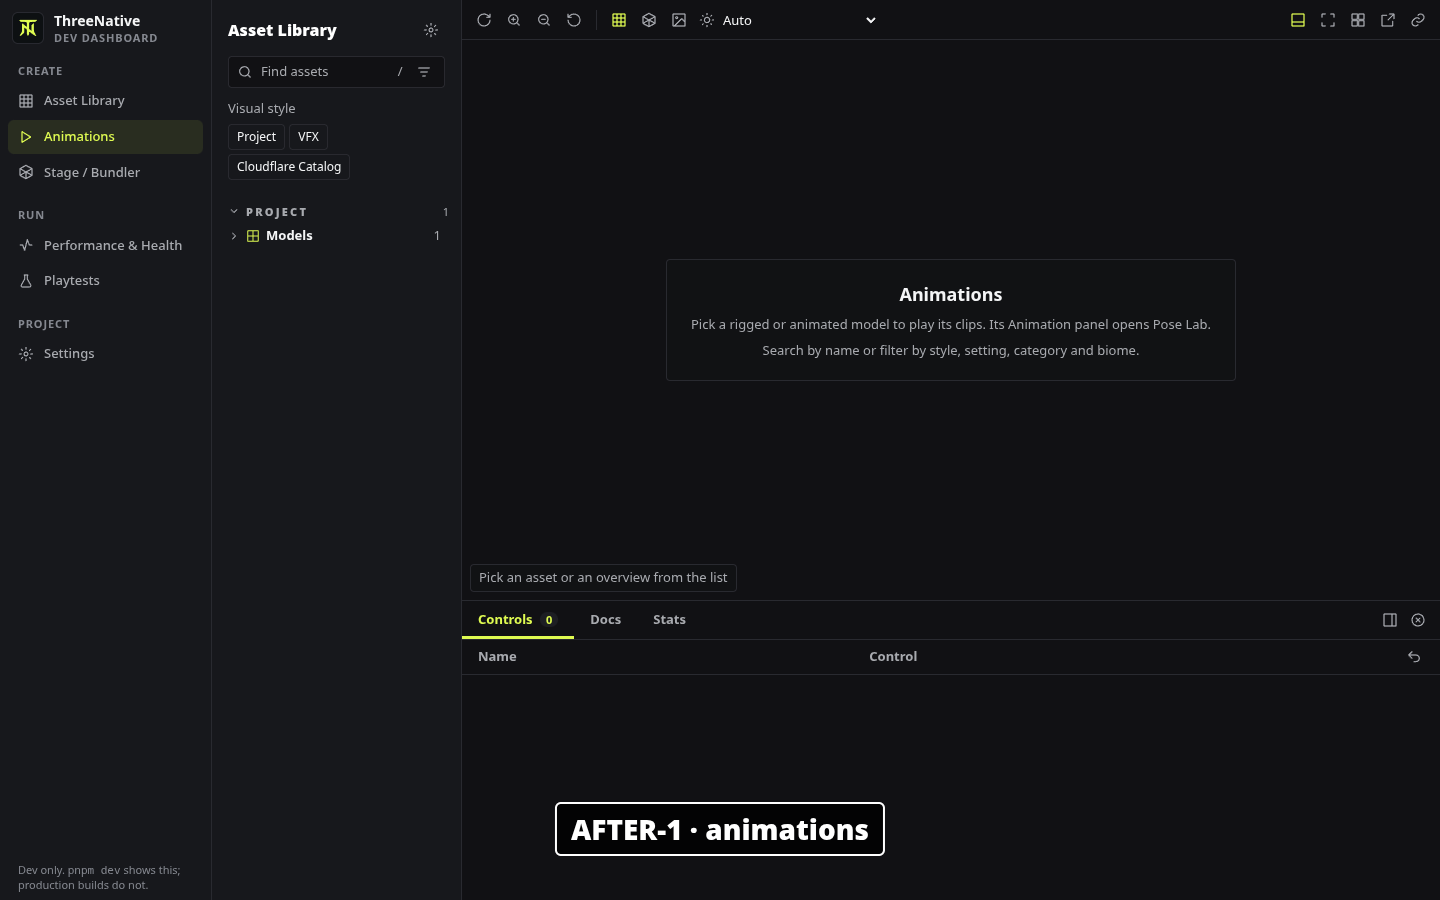 ThreeNative
DEV DASHBOARD
CREATE
Asset Library
Animations
Stage / Bundler
RUN
Performance & Health
Playtests
PROJECT
Settings
Dev only. pnpm dev shows this;
production builds do not.
Asset Library
Find assets /
Visual style
Project VFX
Cloudflare Catalog
PROJECT 1
Models 1
Auto
Animations
Pick a rigged or animated model to play its clips. Its Animation panel opens Pose Lab.
Search by name or filter by style, setting, category and biome.
Pick an asset or an overview from the list
Controls 0 Docs Stats
Name Control
AFTER-1 · animations